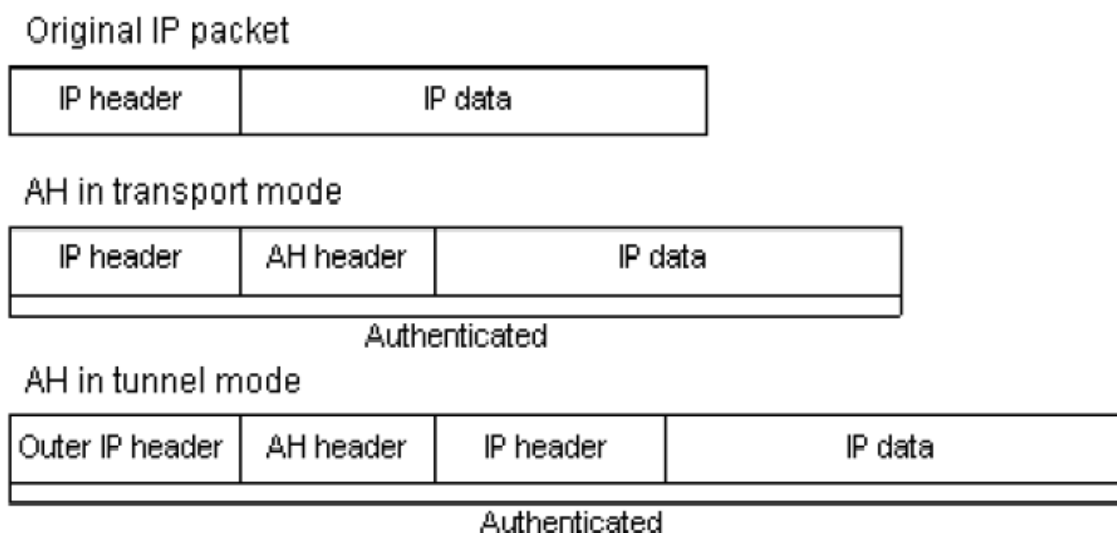 Original IP packet
IP header IP data
AH in transport mode
IP header AH header IP data
Authenticated
AH in tunnel mode
Outer IP header AH header IP header IP data
Authenticated